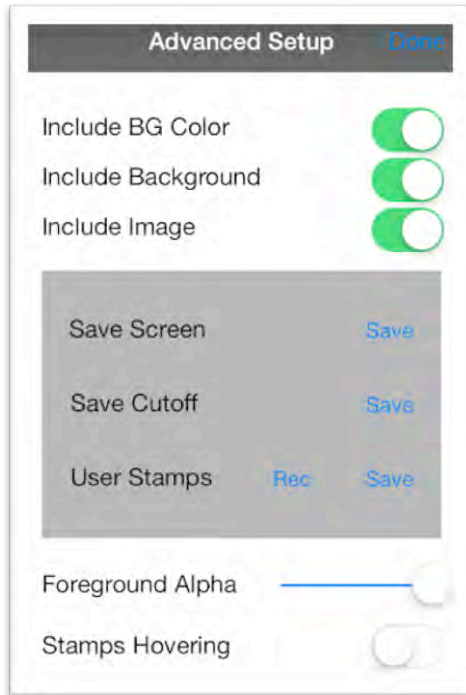 Advanced Setup Done
Include BG Color
Include Background
Include Image
Save Screen Save
Save Cutoff Save
User Stamps Rec Save
Foreground Alpha
Stamps Hovering